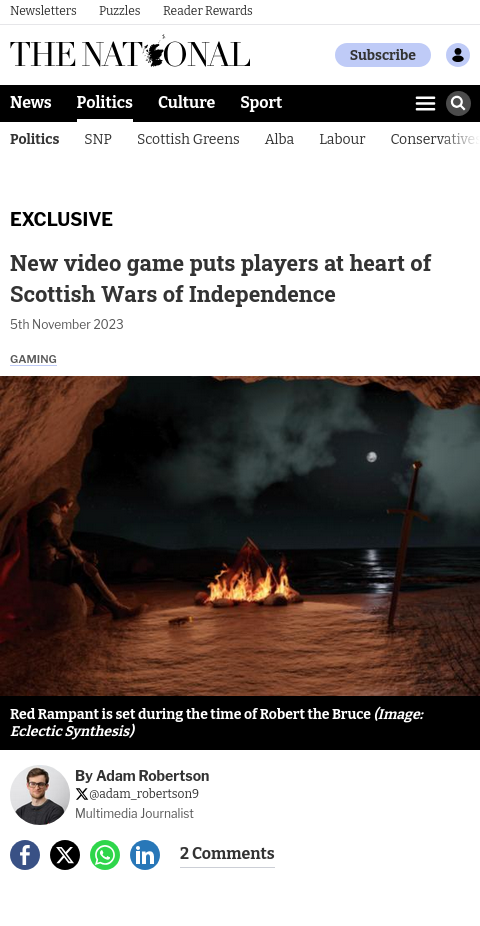 Newsletters Puzzles Reader Rewards
THE NATIONAL
Subscribe
News Politics Culture Sport
Politics SNP Scottish Greens Alba Labour Conservatives
EXCLUSIVE
New video game puts players at heart of
Scottish Wars of Independence
5th November 2023
GAMING
Red Rampant is set during the time of Robert the Bruce (Image:
Eclectic Synthesis)
By Adam Robertson
@adam_robertson9
Multimedia Journalist
2 Comments